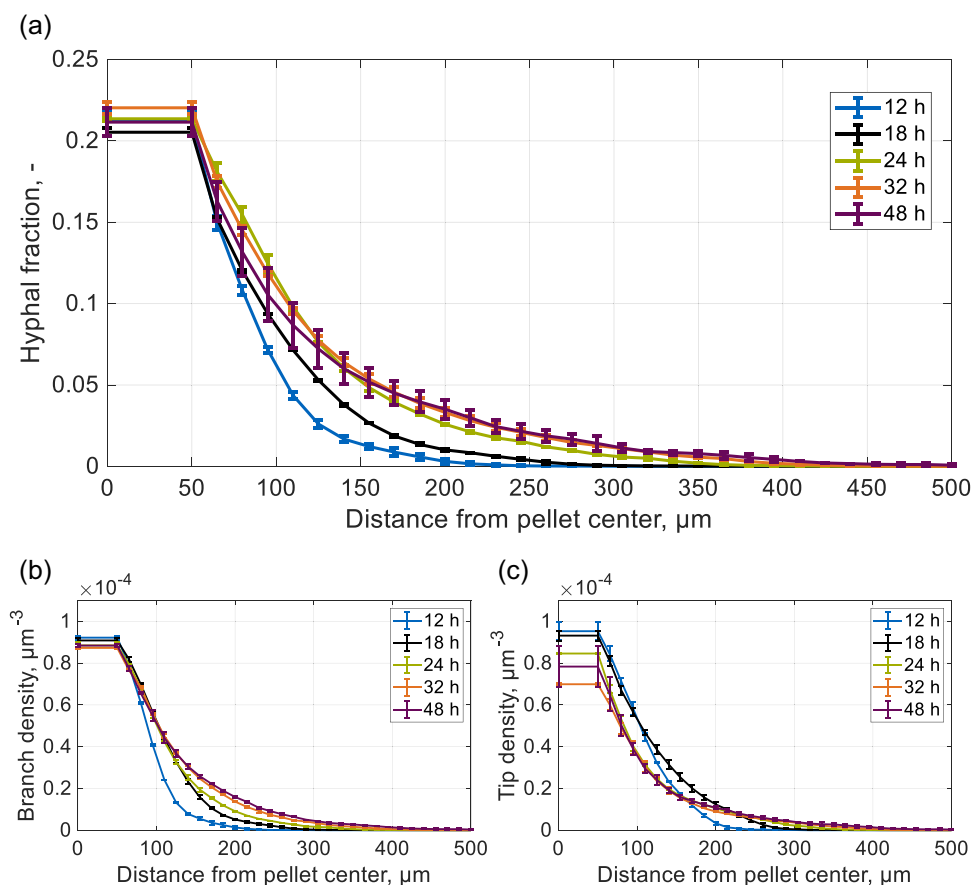 (a)
0.25
0.2
0.15
0.1
0.05
0
Hyphal fraction, -
0 50 100 150 200 250 300 350 400 450 500
Distance from pellet center, μm
12 h
18 h
24 h
32 h
48 h
(b)
×10⁻⁴
1
0.8
0.6
0.4
0.2
0
Branch density, μm⁻³
0 100 200 300 400 500
Distance from pellet center, μm
12 h
18 h
24 h
32 h
48 h
(c)
×10⁻⁴
1
0.8
0.6
0.4
0.2
0
Tip density, μm⁻³
0 100 200 300 400 500
Distance from pellet center, μm
12 h
18 h
24 h
32 h
48 h